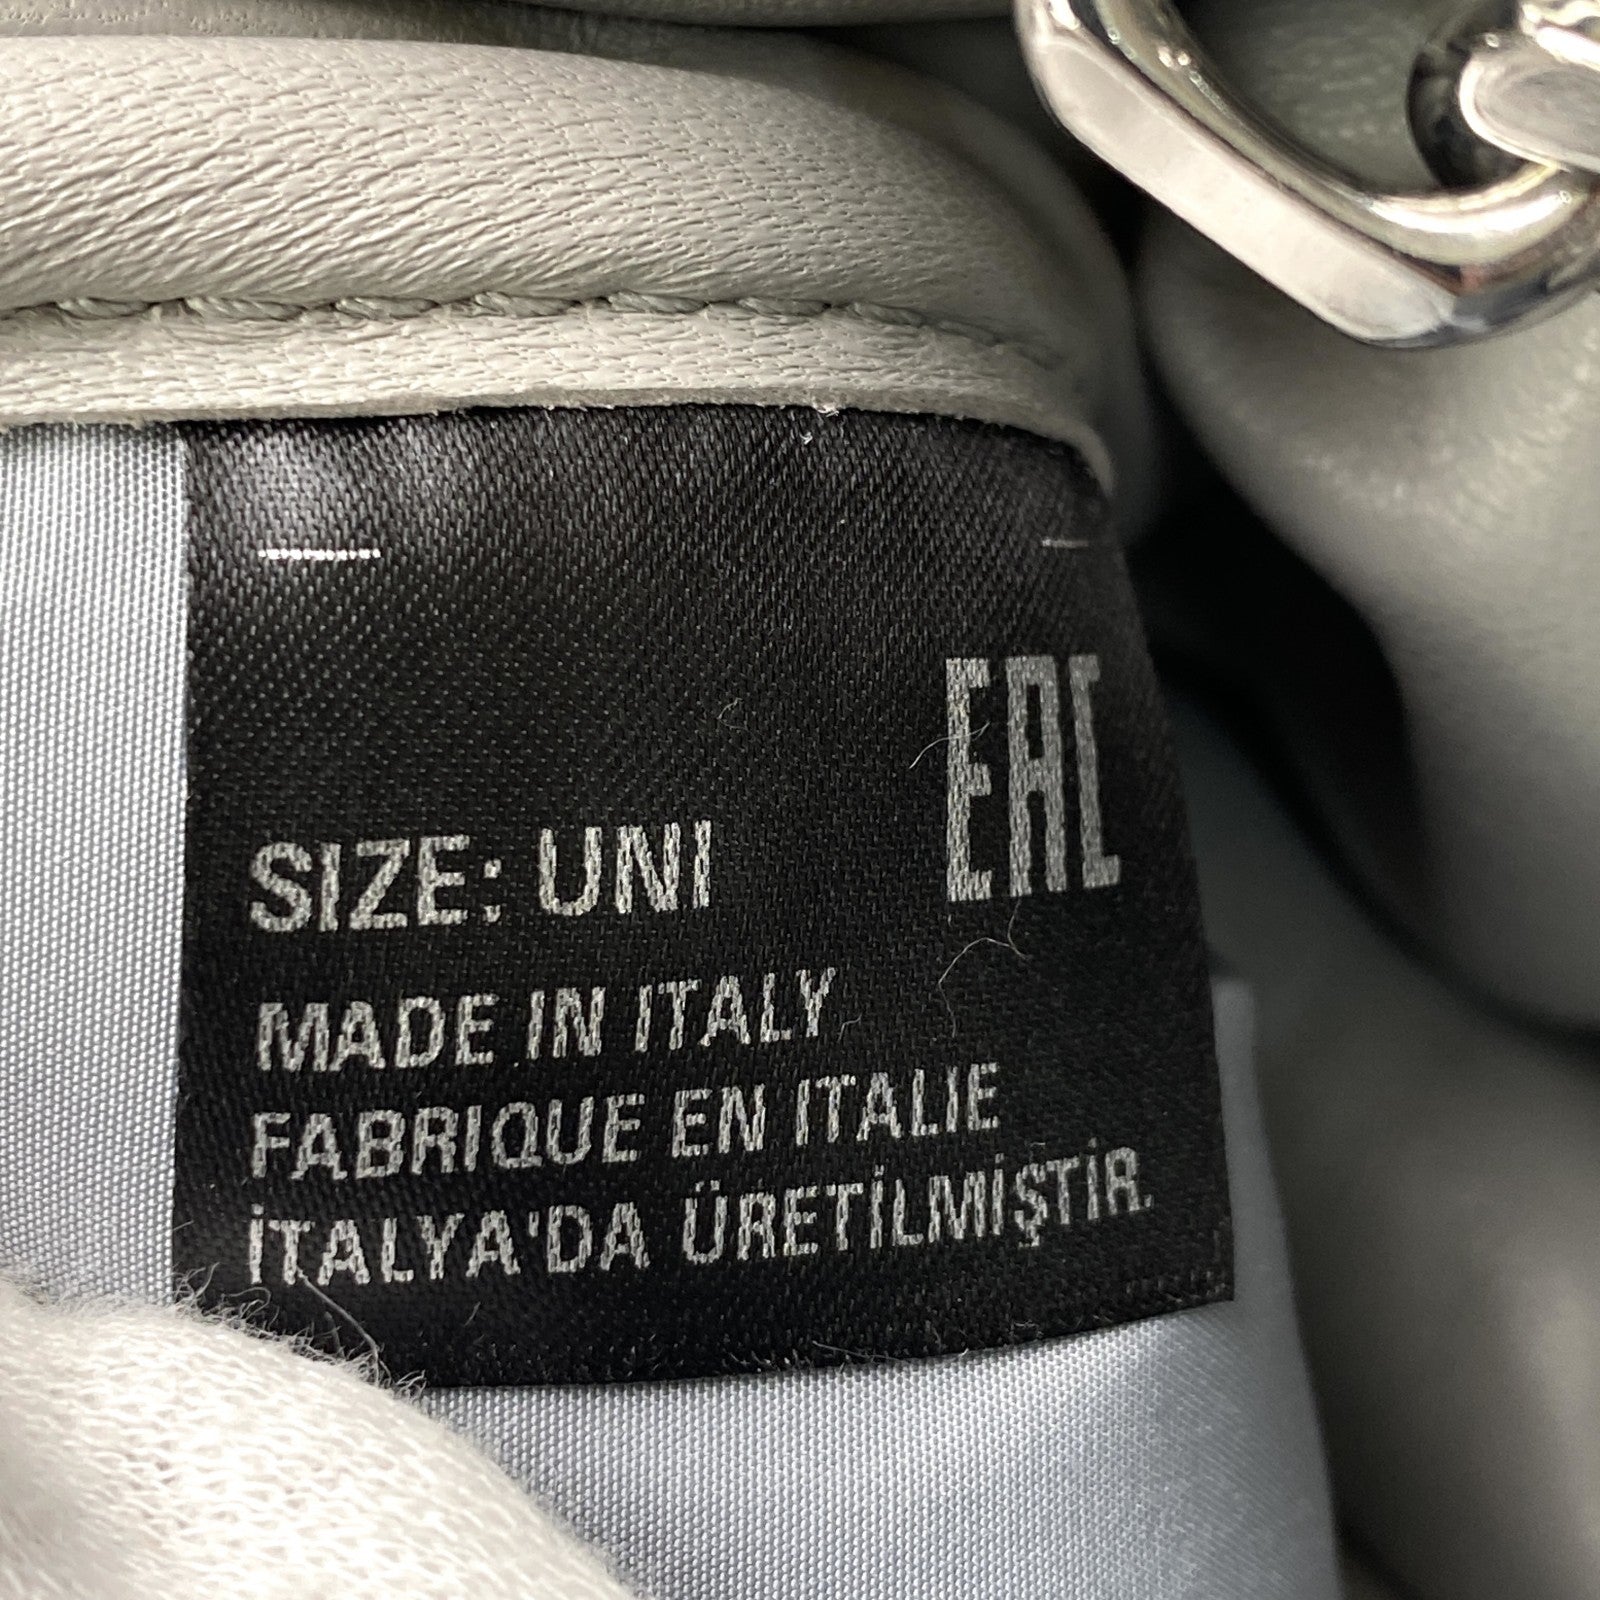 EAC
SIZE: UNI
MADE IN ITALY
FABRIQUE EN ITALIE
İTALYA'DA ÜRETİLMİŞTİR.